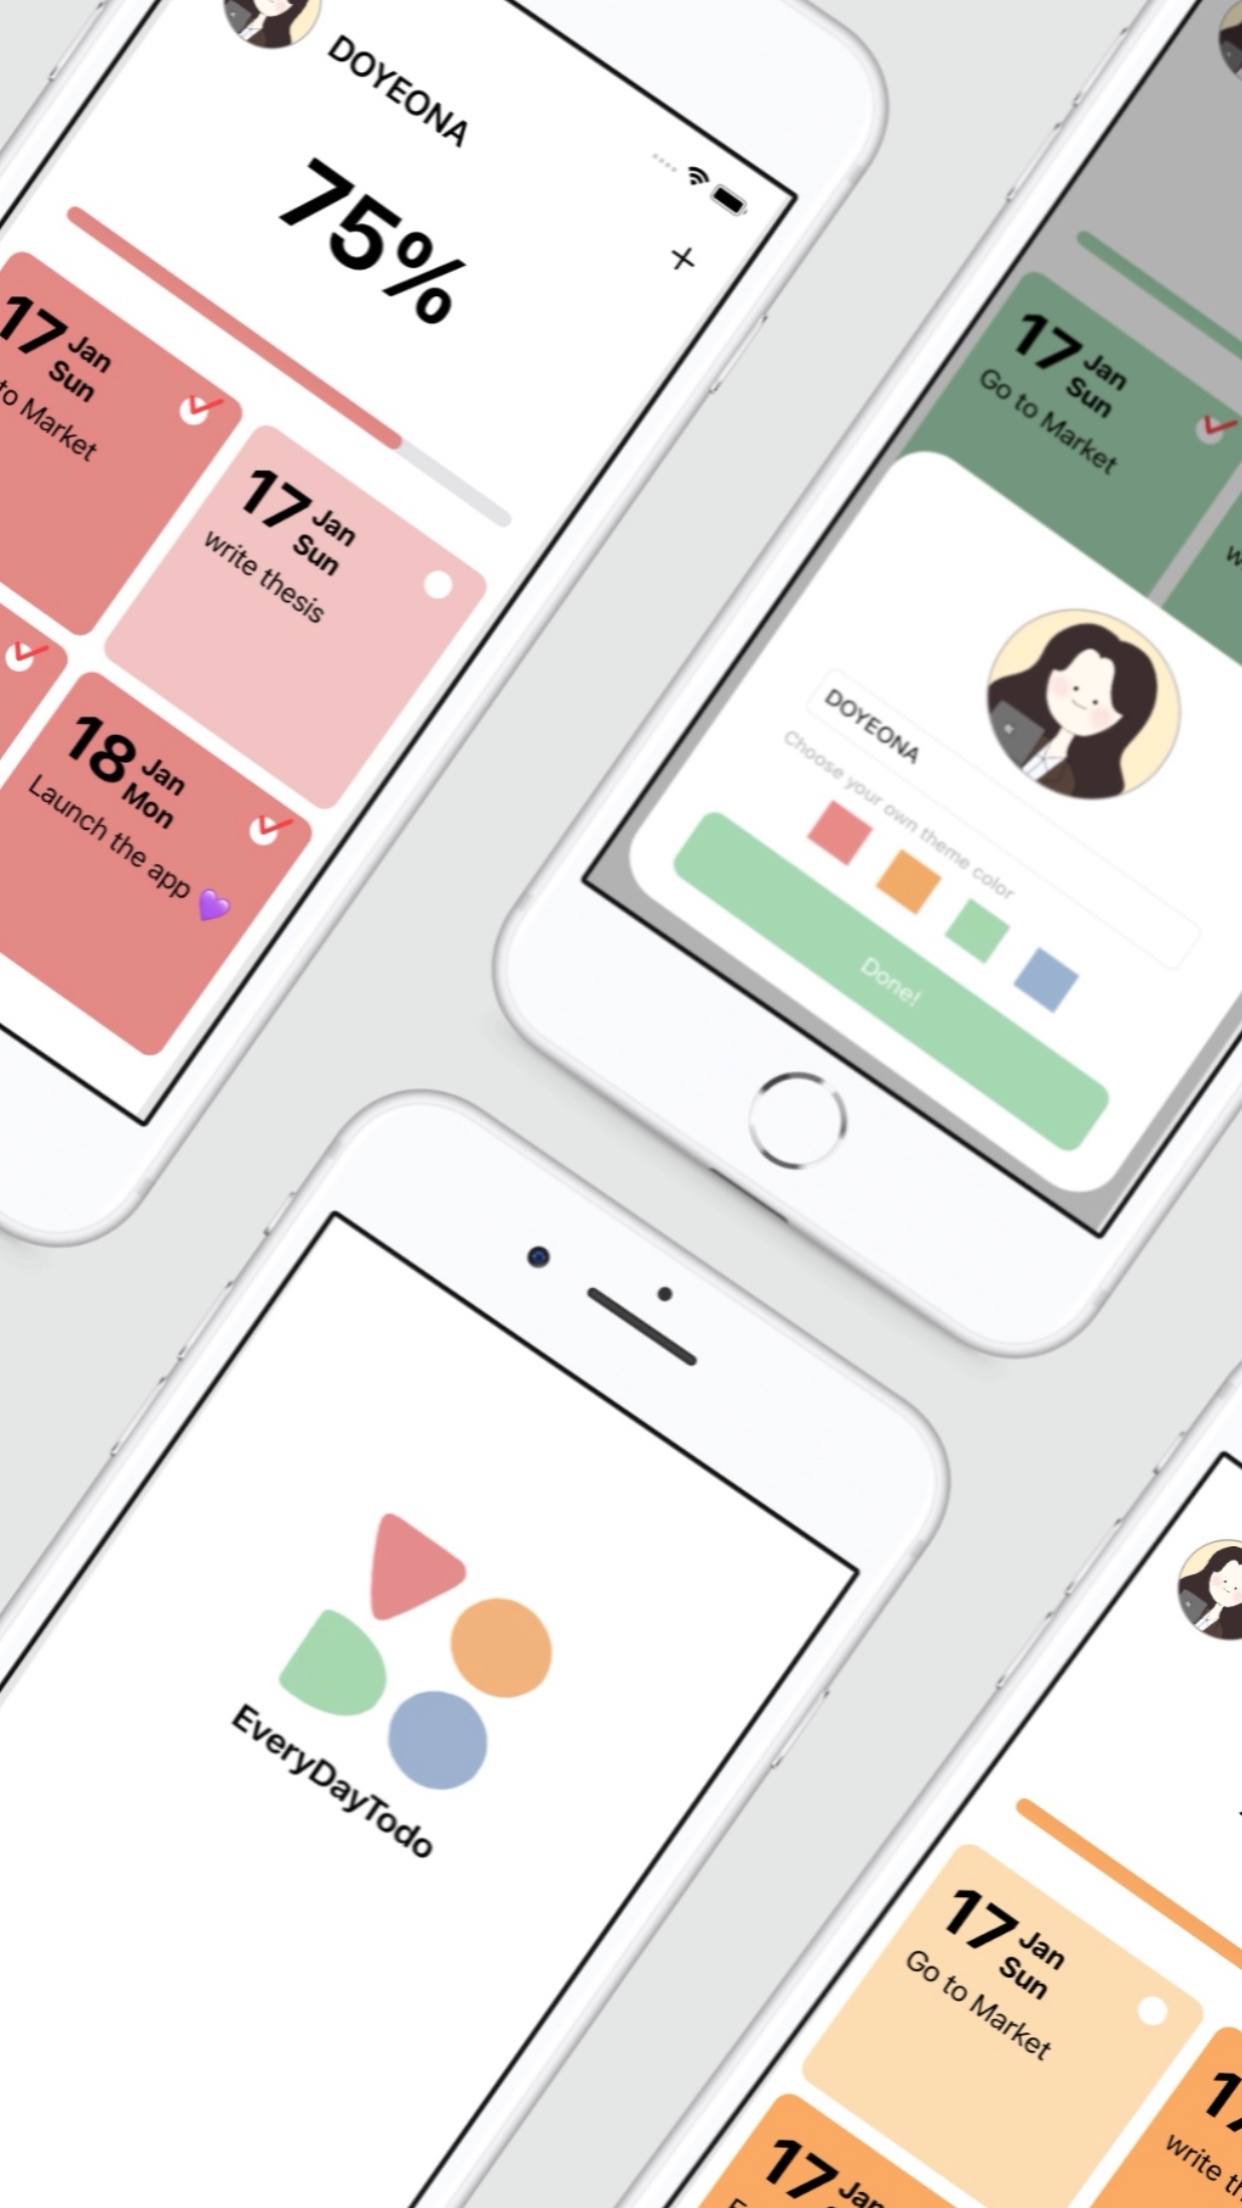 DOYEONA
75%
+
17 Jan
Sun
to Market
17 Jan
Sun
write thesis
18 Jan
Mon
Launch the app 💜
17 Jan
Sun
Go to Market
DOYEONA
Choose your own theme color
Done!
EveryDayTodo
17 Jan
Sun
Go to Market
17
write
17 Jan